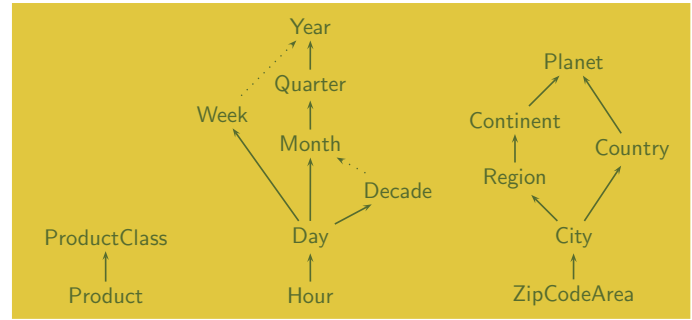 Year
Planet
Quarter
Week
Continent
Month
Country
Region
Decade
ProductClass
Day
City
Product
Hour
ZipCodeArea